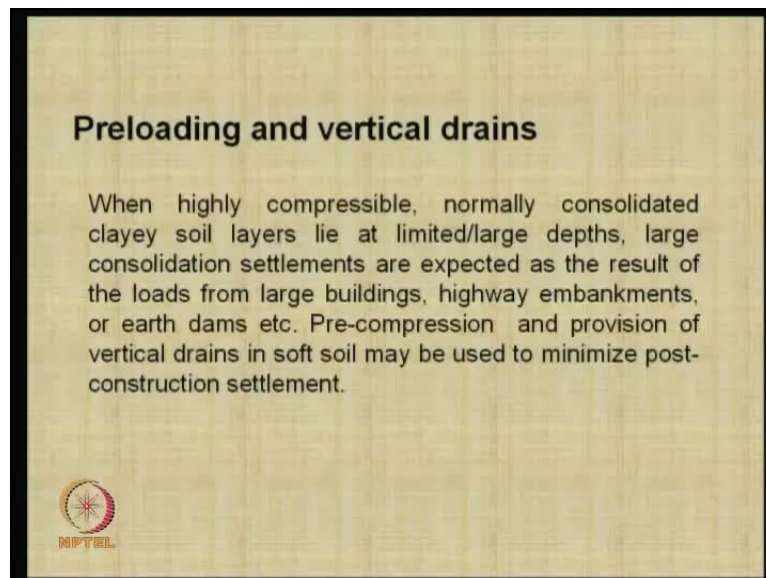 Preloading and vertical drains
When highly compressible, normally consolidated
clayey soil layers lie at limited/large depths, large
consolidation settlements are expected as the result of
the loads from large buildings, highway embankments,
or earth dams etc. Pre-compression and provision of
vertical drains in soft soil may be used to minimize post-
construction settlement.
NPTEL